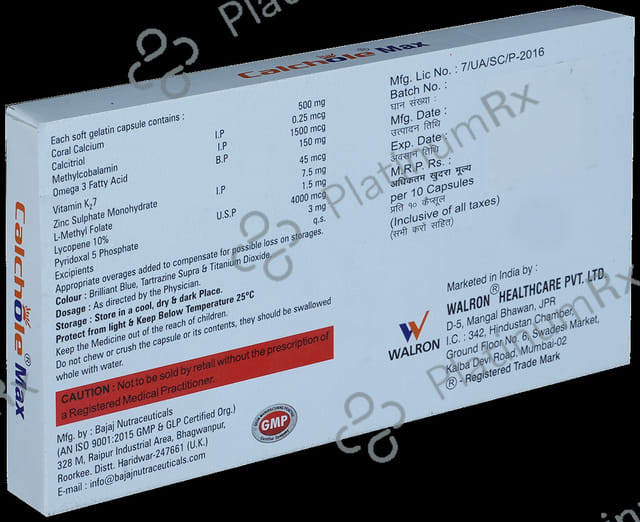 Calchole® Max
Each soft gelatin capsule contains :
Coral Calcium 500 mg
Calcitriol I.P 0.25 mcg
Methylcobalamin I.P 1500 mcg
Omega 3 Fatty Acid B.P 150 mg
Vitamin K27 45 mcg
Zinc Sulphate Monohydrate I.P 7.5 mg
L-Methyl Folate 1.5 mg
Lycopene 10% U.S.P 4000 mcg
Pyridoxal 5 Phosphate 3 mg
Excipients q.s.
Appropriate overages added to compensate for possible loss on storages.
Colour : Brilliant Blue, Tartrazine Supra & Titanium Dioxide.
Dosage : As directed by the Physician.
Storage : Store in a cool, dry & dark Place.
Protect from light & Keep Below Temperature 25°C
Keep the Medicine out of the reach of children.
Do not chew or crush the capsule or its contents, they should be swallowed
whole with water.
CAUTION : Not to be sold by retail without the prescription of
a Registered Medical Practitioner.
Mfg. by : Bajaj Nutraceuticals
(AN ISO 9001:2015 GMP & GLP Certified Org.)
328 M, Raipur Industrial Area, Bhagwanpur,
Roorkee. Distt. Haridwar-247661 (U.K.)
E-mail : info@bajajnutraceuticals.com
GMP
Mfg. Lic No. : 7/UA/SC/P-2016
Batch No. :
घान संख्या :
Mfg. Date :
उत्पादन तिथि
Exp. Date :
अवसान तिथि
M.R.P. Rs. :
अधिकतम खुदरा मूल्य
per 10 Capsules
प्रति १० कैप्सूल
(Inclusive of all taxes)
(सभी करों सहित)
WALRON
Marketed in India by :
WALRON® HEALTHCARE PVT. LTD.
D-5, Mangal Bhawan, JPR
I.C. : 342, Hindustan Chamber,
Ground Floor No. 6, Swadesi Market,
Kalba Devi Road, Mumbai-02
® - Registered Trade Mark
Calchole® Max
PlatinumRx
PlatinumRx
PlatinumRx